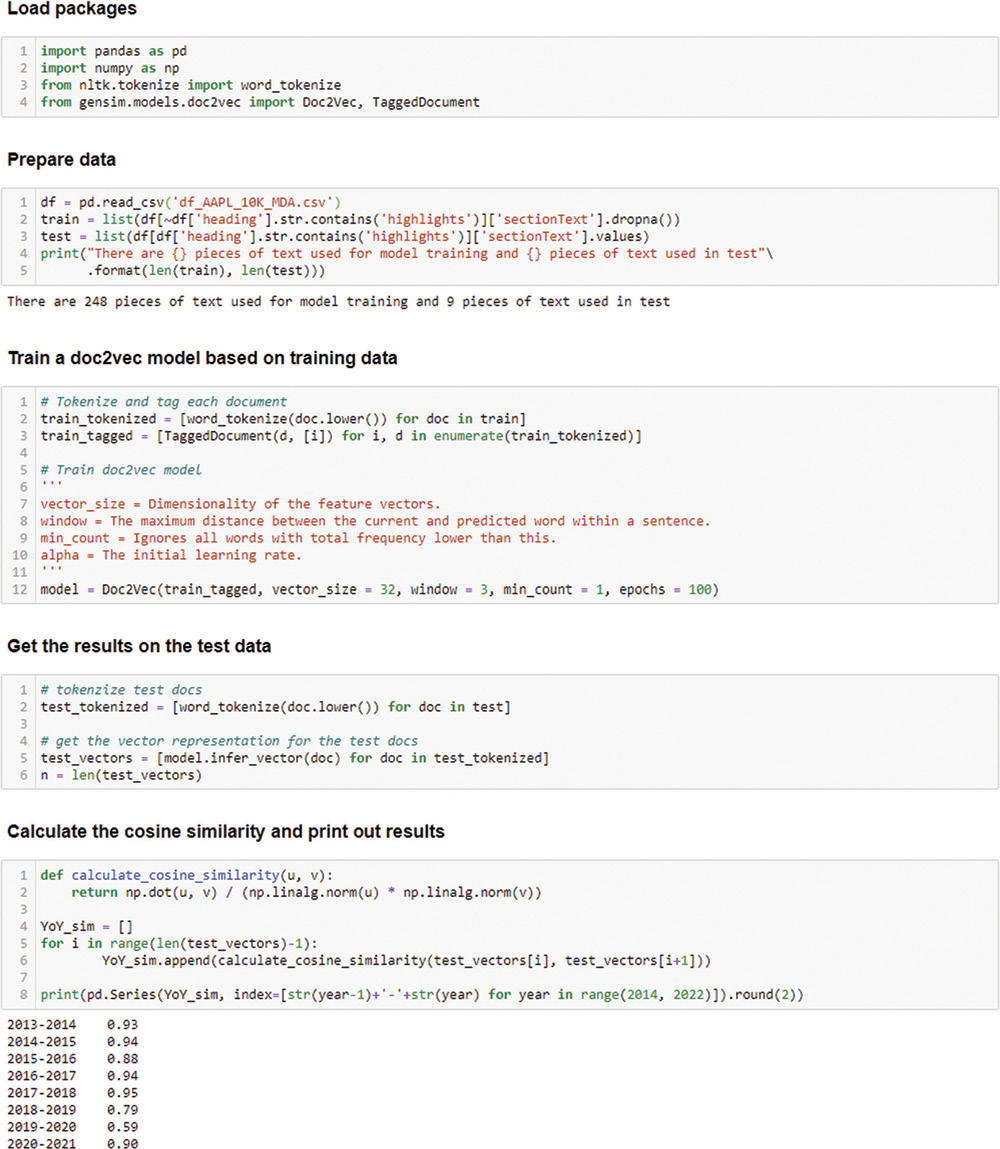 Load packages
1 import pandas as pd
2 import numpy as np
3 from nltk.tokenize import word_tokenize
4 from gensim.models.doc2vec import Doc2Vec, TaggedDocument
Prepare data
1 df = pd.read_csv('df_AAPL_10K_MDA.csv')
2 train = list(df[~df['heading'].str.contains('highlights')]['sectionText'].dropna())
3 test = list(df[df['heading'].str.contains('highlights')]['sectionText'].values)
4 print("There are {} pieces of text used for model training and {} pieces of text used in test"\
5       .format(len(train), len(test)))
There are 248 pieces of text used for model training and 9 pieces of text used in test
Train a doc2vec model based on training data
1 # Tokenize and tag each document
2 train_tokenized = [word_tokenize(doc.lower()) for doc in train]
3 train_tagged = [TaggedDocument(d, [i]) for i, d in enumerate(train_tokenized)]
4
5 # Train doc2vec model
6 '''
7 vector_size = Dimensionality of the feature vectors.
8 window = The maximum distance between the current and predicted word within a sentence.
9 min_count = Ignores all words with total frequency lower than this.
10 alpha = The initial learning rate.
11 '''
12 model = Doc2Vec(train_tagged, vector_size = 32, window = 3, min_count = 1, epochs = 100)
Get the results on the test data
1 # tokenzize test docs
2 test_tokenized = [word_tokenize(doc.lower()) for doc in test]
3
4 # get the vector representation for the test docs
5 test_vectors = [model.infer_vector(doc) for doc in test_tokenized]
6 n = len(test_vectors)
Calculate the cosine similarity and print out results
1 def calculate_cosine_similarity(u, v):
2     return np.dot(u, v) / (np.linalg.norm(u) * np.linalg.norm(v))
3
4 YoY_sim = []
5 for i in range(len(test_vectors)-1):
6         YoY_sim.append(calculate_cosine_similarity(test_vectors[i], test_vectors[i+1]))
7
8 print(pd.Series(YoY_sim, index=[str(year-1)+'-'+str(year) for year in range(2014, 2022)]).round(2))
2013-2014    0.93
2014-2015    0.94
2015-2016    0.88
2016-2017    0.94
2017-2018    0.95
2018-2019    0.79
2019-2020    0.59
2020-2021    0.90